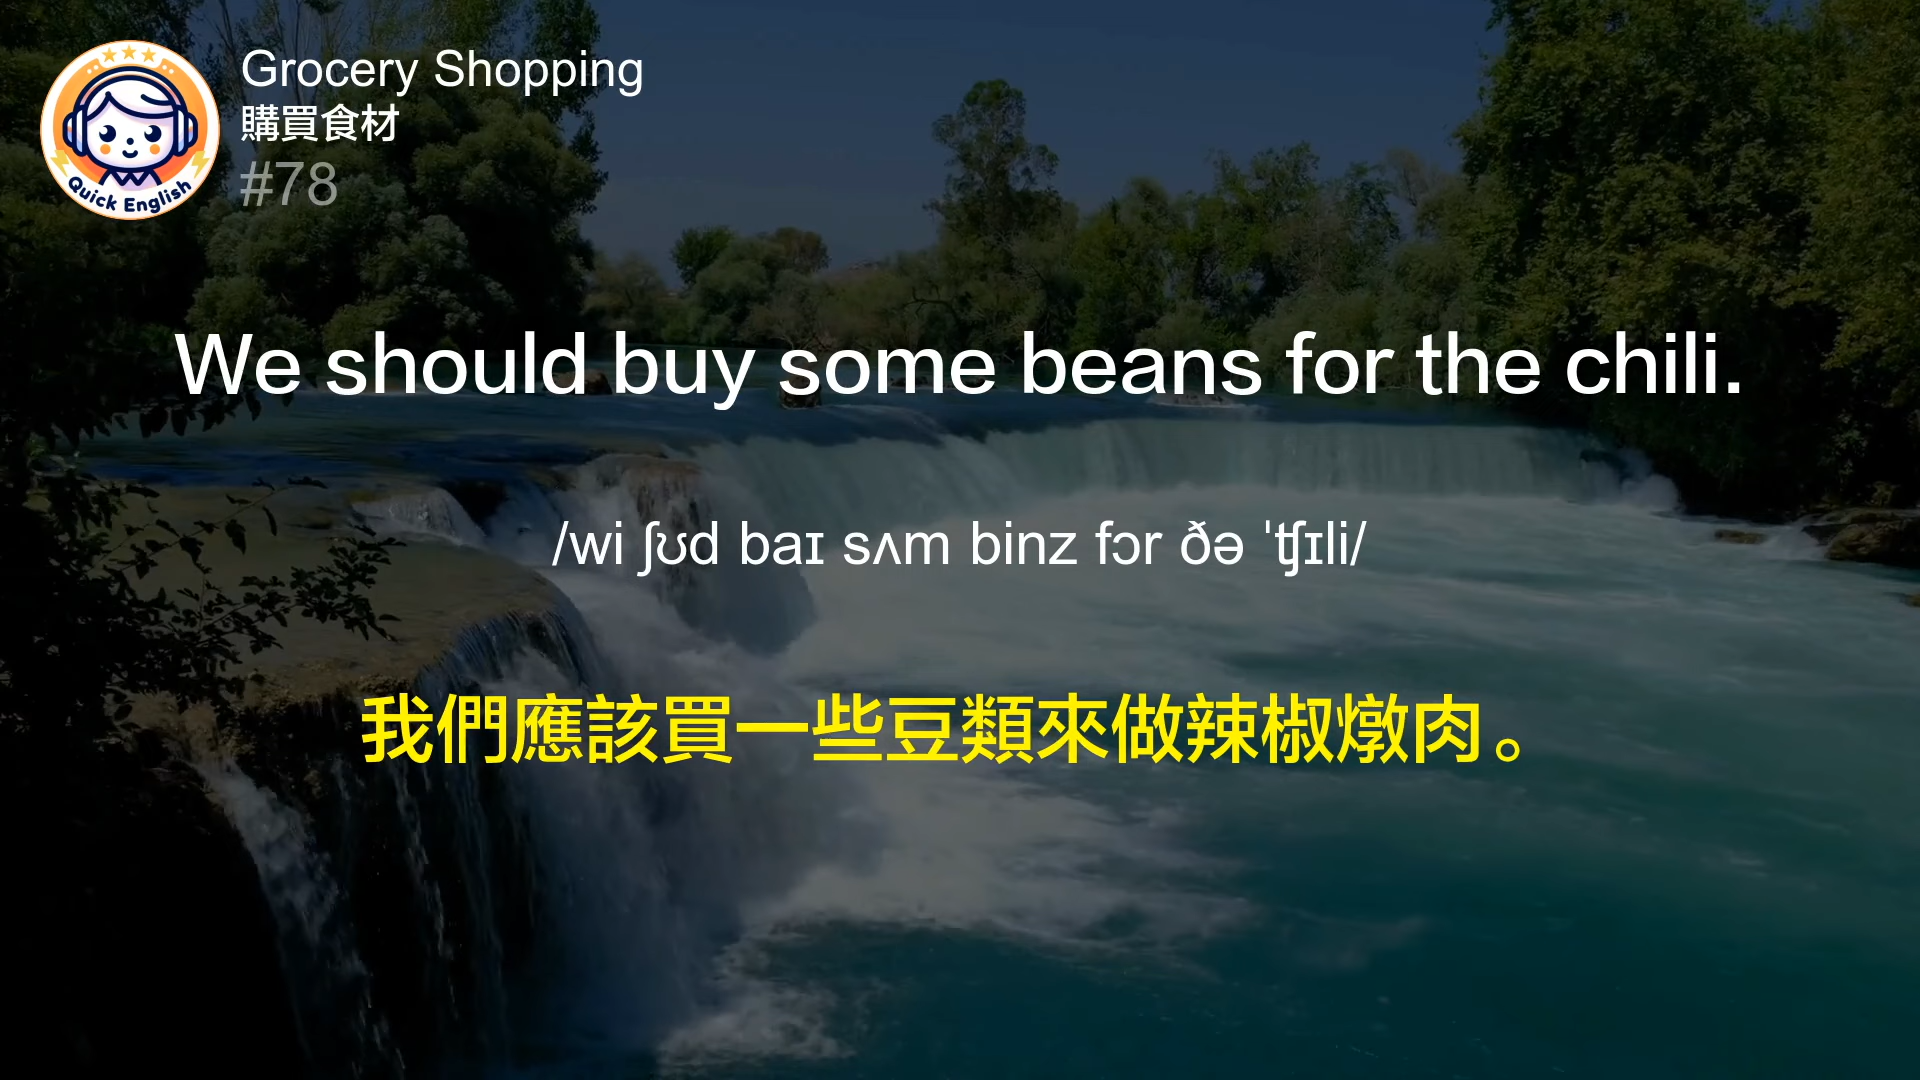 Grocery Shopping
購買食材
#78
Quick English
We should buy some beans for the chili.
/wi ʃʊd baɪ sʌm binz fɔr ðə ˈʧɪli/
我們應該買一些豆類來做辣椒燉肉。